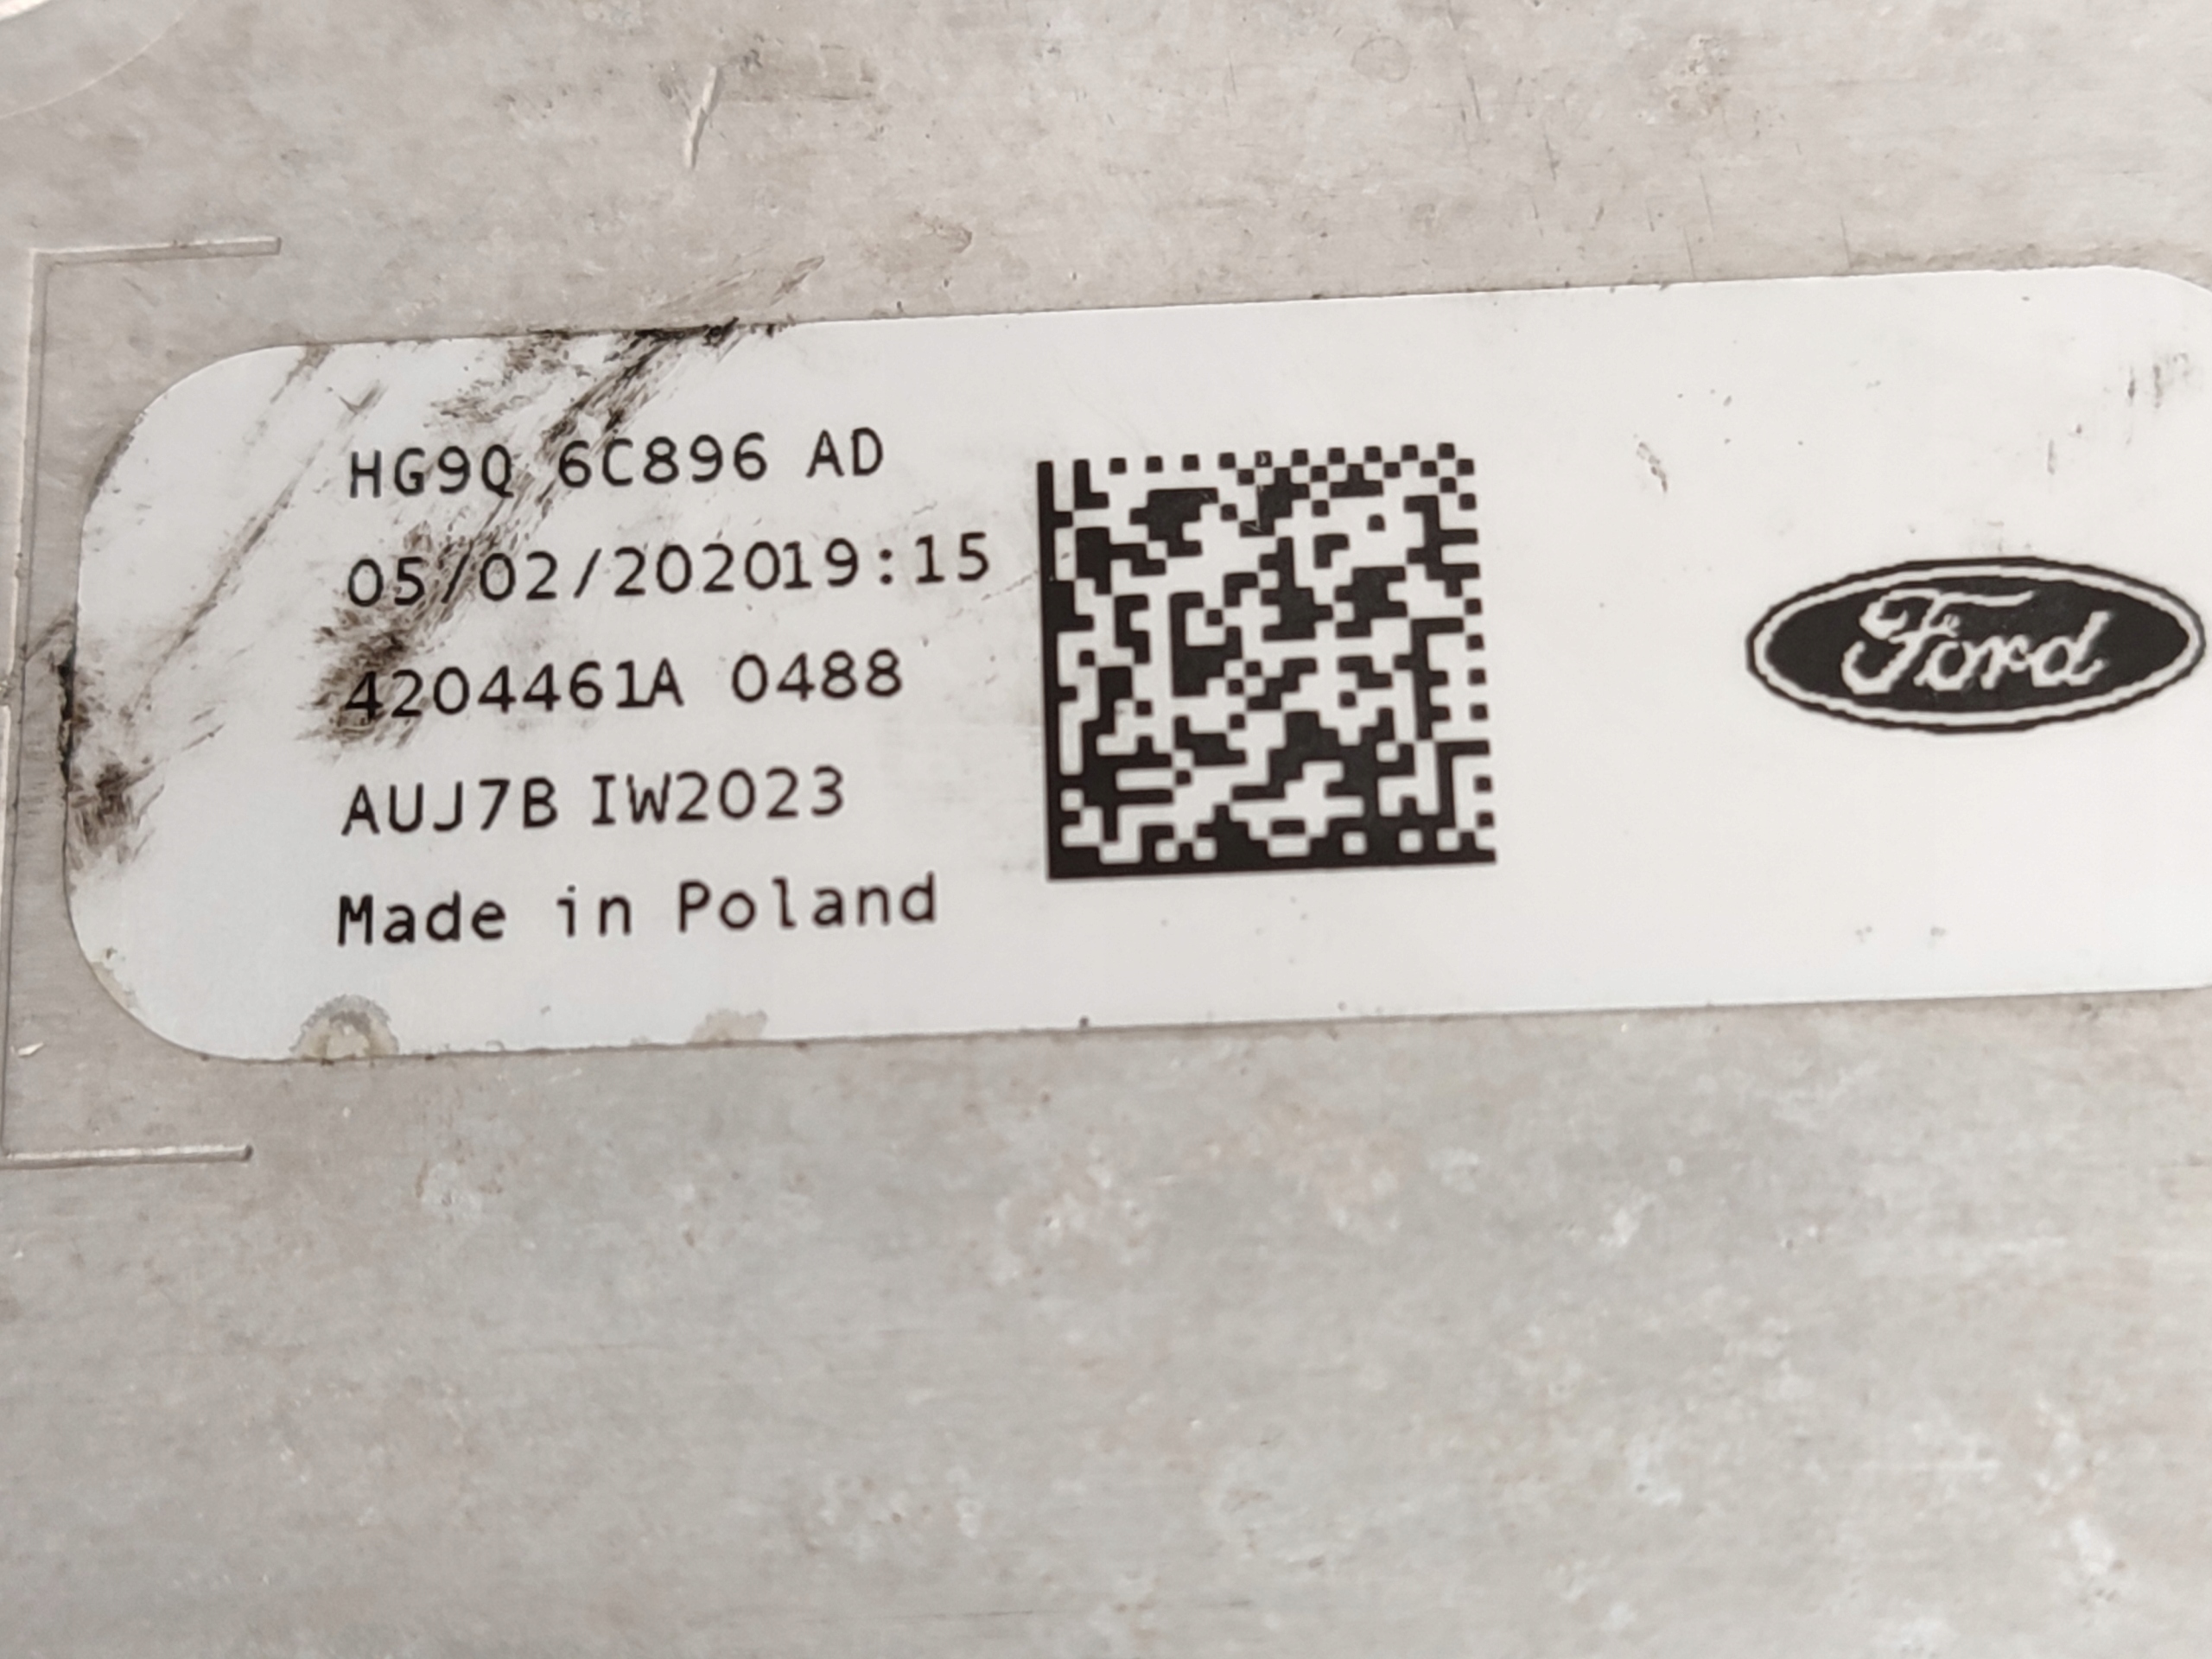 HG9Q 6C896 AD
05/02/202019:15
4204461A 0488
AUJ7B IW2023
Made in Poland
Ford